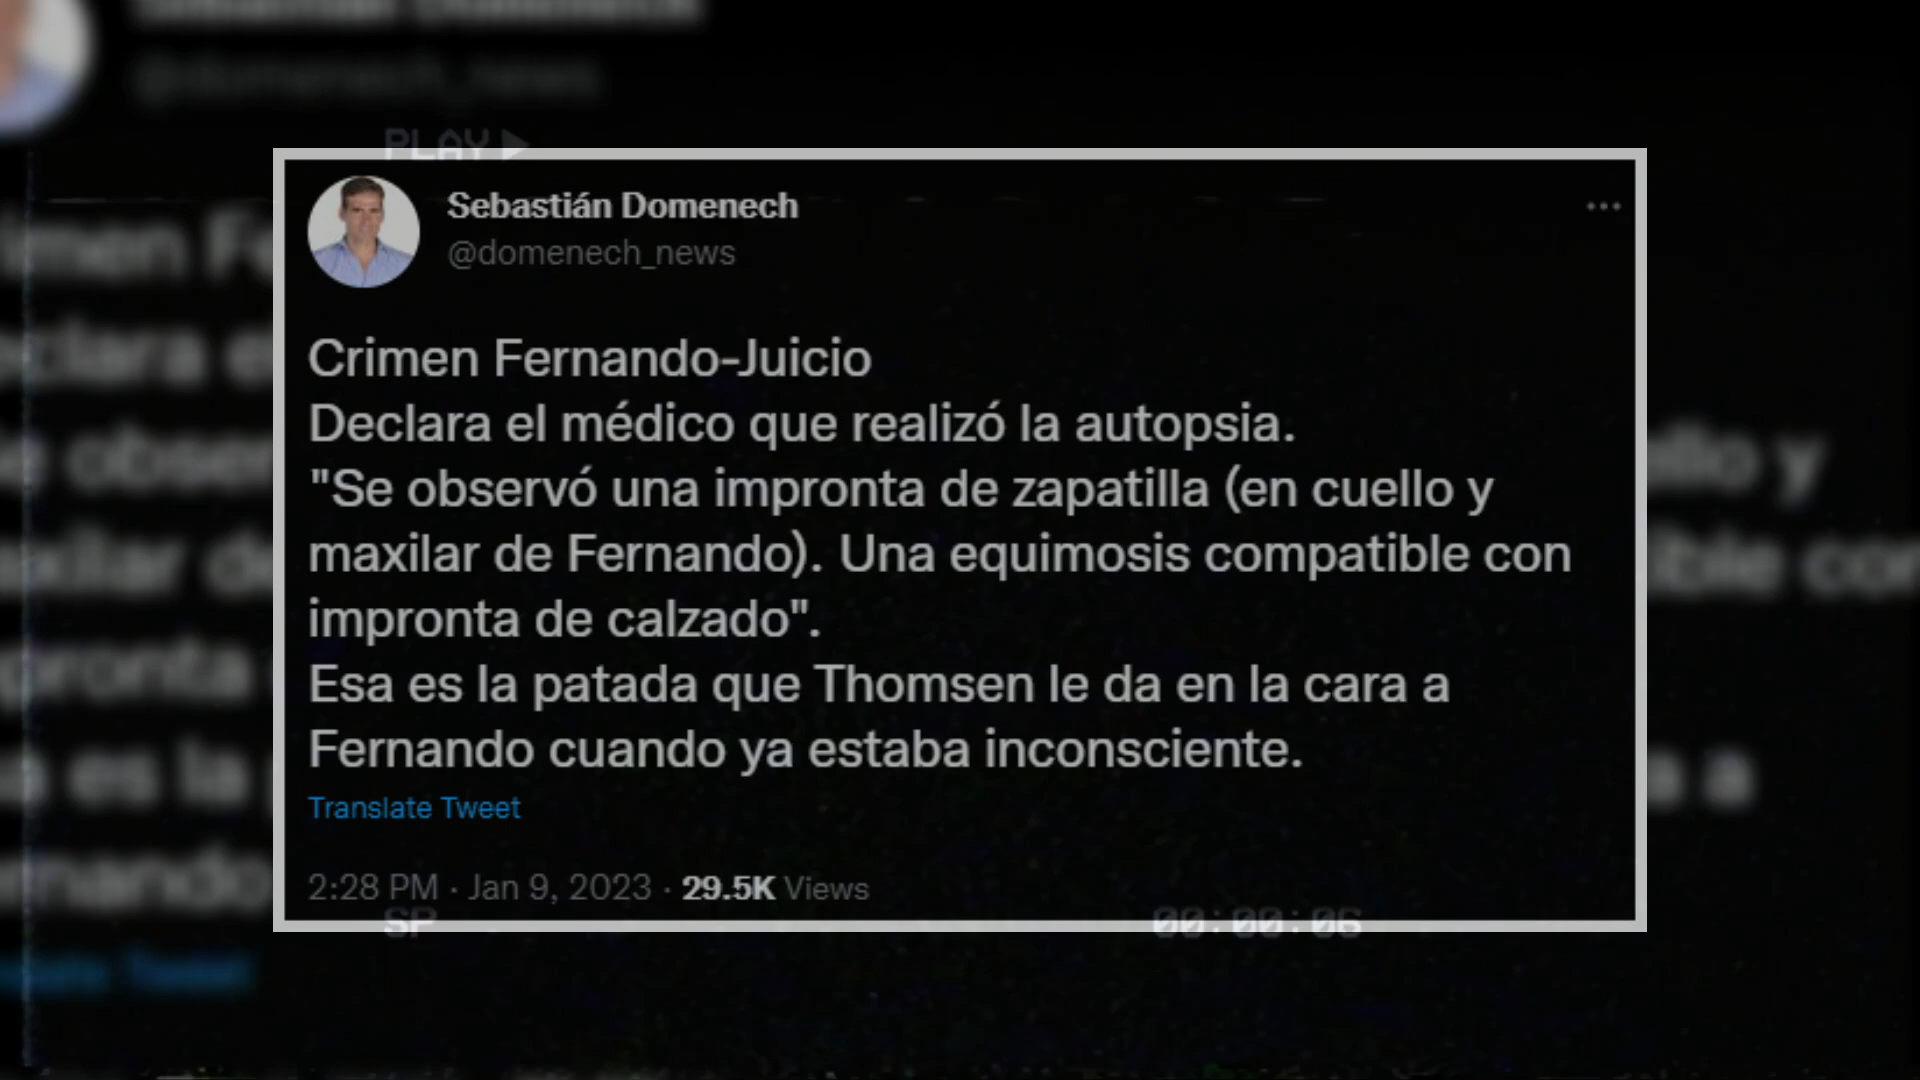 PLAY
Sebastián Domenech
@domenech_news
Crimen Fernando-Juicio
Declara el médico que realizó la autopsia.
"Se observó una impronta de zapatilla (en cuello y
maxilar de Fernando). Una equimosis compatible con
impronta de calzado".
Esa es la patada que Thomsen le da en la cara a
Fernando cuando ya estaba inconsciente.
Translate Tweet
2:28 PM · Jan 9, 2023 · 29.5K Views
SP
00:00:06